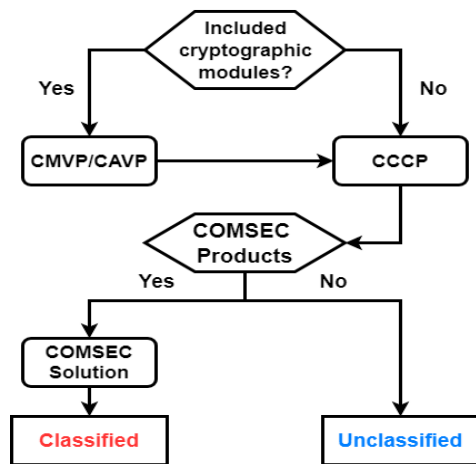 Included
cryptographic
modules?
Yes
No
CMVP/CAVP
CCCP
COMSEC
Products
Yes
No
COMSEC
Solution
Classified
Unclassified